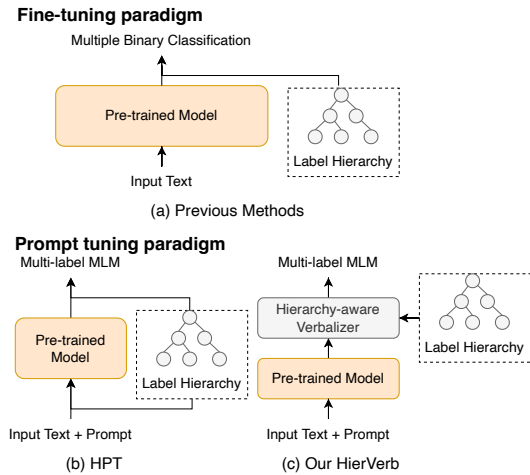 Fine-tuning paradigm
Multiple Binary Classification
Pre-trained Model
Label Hierarchy
Input Text
(a) Previous Methods
Prompt tuning paradigm
Multi-label MLM
Pre-trained
Model
Label Hierarchy
Input Text + Prompt
(b) HPT
Multi-label MLM
Hierarchy-aware
Verbalizer
Label Hierarchy
Pre-trained Model
Input Text + Prompt
(c) Our HierVerb